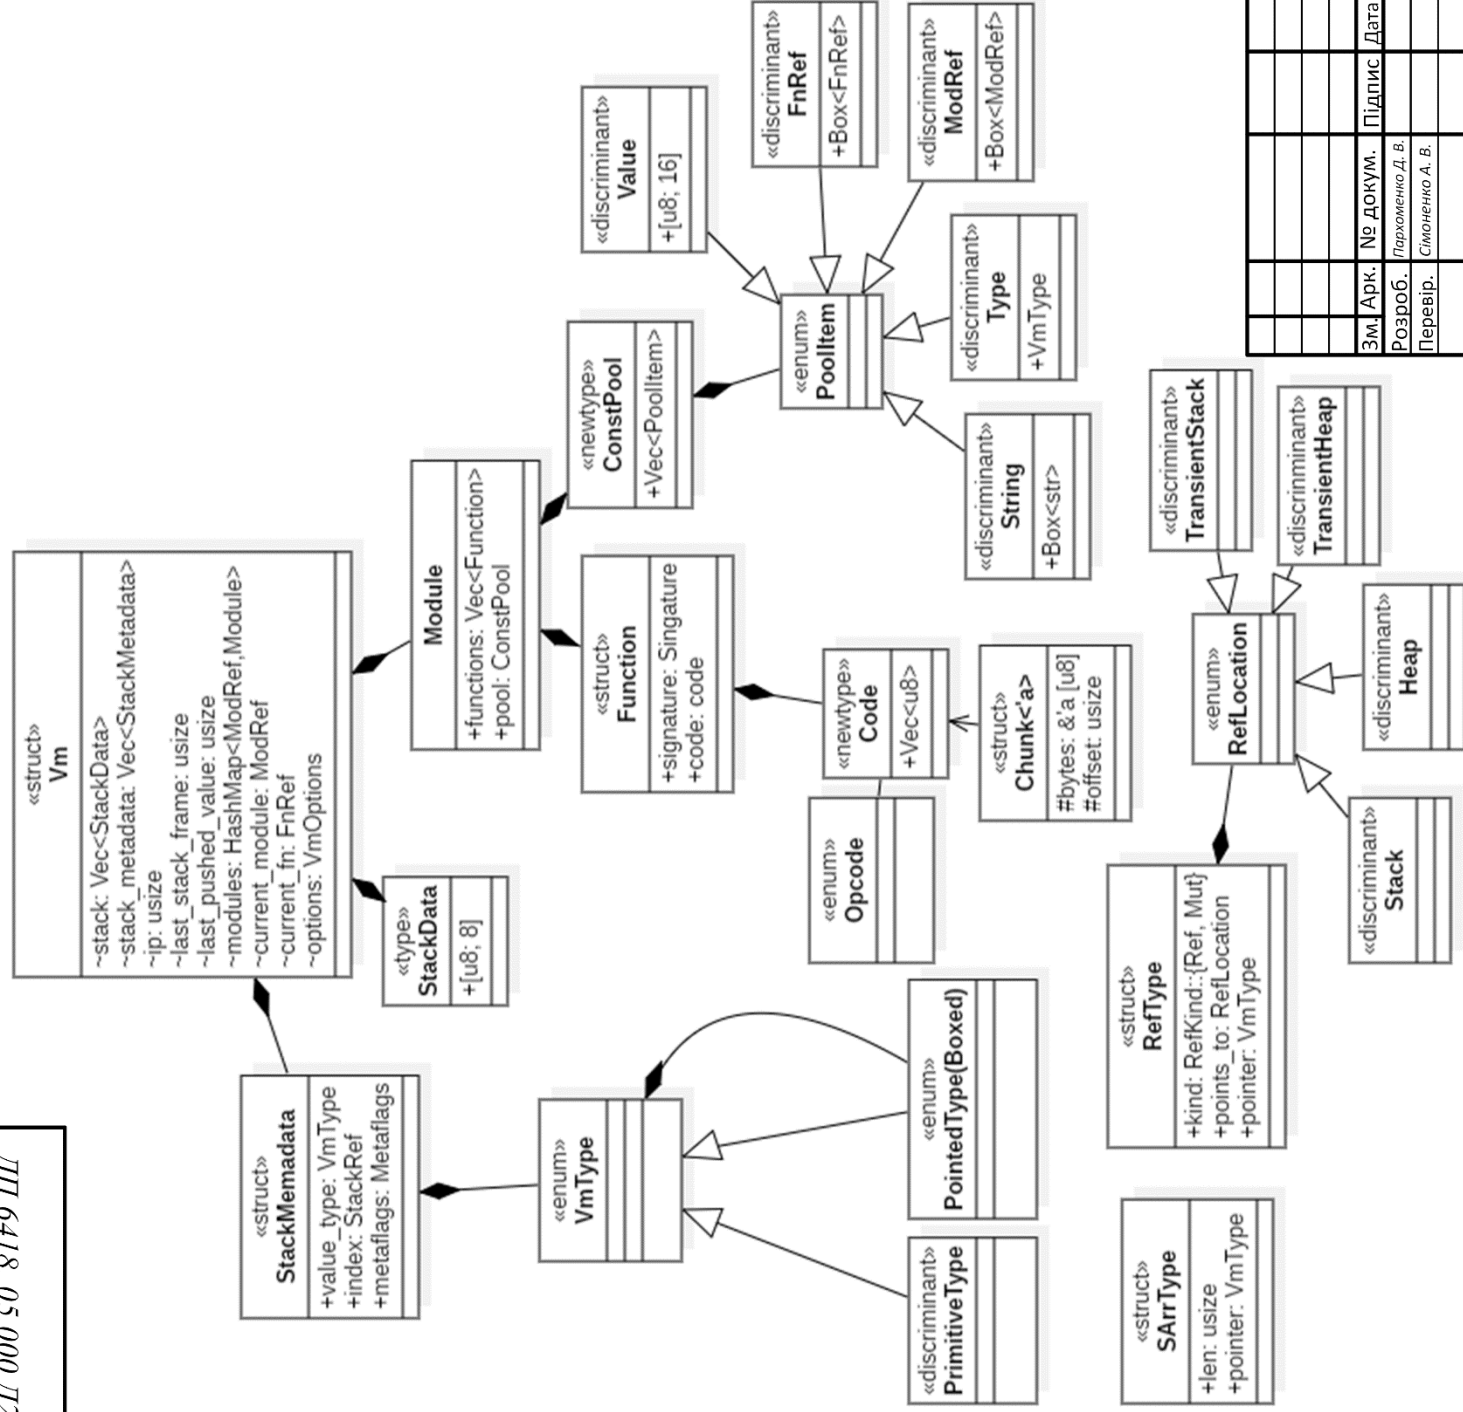 «struct»
Vm
~stack: Vec<StackData>
~stack_metadata: Vec<StackMetadata>
~ip: usize
~last_stack_frame: usize
~last_pushed_value: usize
~modules: HashMap<ModRef,Module>
~current_module: ModRef
~current_fn: FnRef
~options: VmOptions
«struct»
StackMemadata
+value_type: VmType
+index: StackRef
+metaflags: Metaflags
«type»
StackData
+[u8; 8]
Module
+functions: Vec<Function>
+pool: ConstPool
«enum»
VmType
«struct»
Function
+signature: Singature
+code: code
«newtype»
ConstPool
+Vec<PoolItem>
«discriminant»
Value
+[u8; 16]
«discriminant»
FnRef
+Box<FnRef>
«discriminant»
ModRef
+Box<ModRef>
«enum»
PoolItem
«discriminant»
Type
+VmType
«discriminant»
String
+Box<str>
«enum»
Opcode
«newtype»
Code
+Vec<u8>
«struct»
Chunk<'a>
#bytes: &'a [u8]
#offset: usize
«discriminant»
PrimitiveType
«enum»
PointedType(Boxed)
«struct»
SArrType
+len: usize
+pointer: VmType
«struct»
RefType
+kind: RefKind::{Ref, Mut}
+points_to: RefLocation
+pointer: VmType
«enum»
RefLocation
«discriminant»
TransientStack
«discrinminant»
TransientHeap
«discriminant»
Heap
«discriminant»
Stack
Зм. Арк. № докум. Підпис Дата
Розроб. Пархоменко Д. В.
Перевір. Сімоненко А. В.